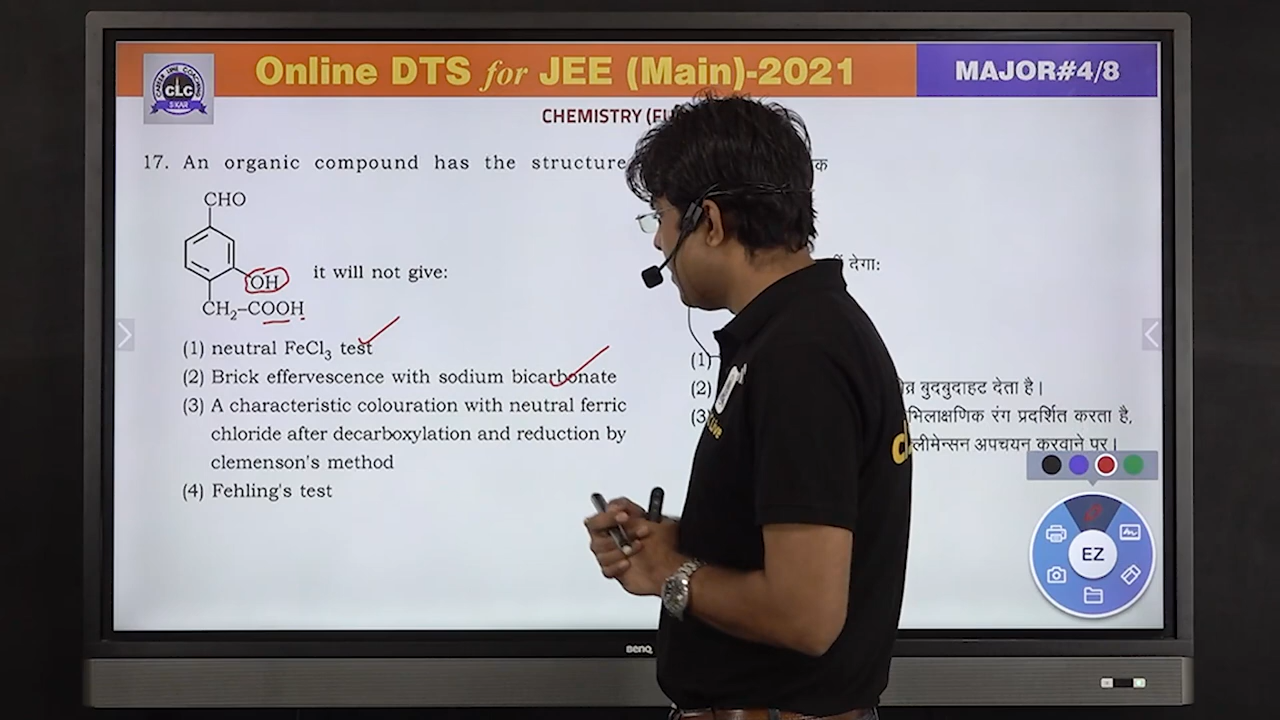 Online DTS for JEE (Main)-2021
MAJOR#4/8
CLC
SIKAR
CHEMISTRY
17. An organic compound has the structure
CHO
OH
CH₂–COOH
it will not give:
(1) neutral FeCl₃ test
(2) Brick effervescence with sodium bicarbonate
(3) A characteristic colouration with neutral ferric
chloride after decarboxylation and reduction by
clemenson's method
(4) Fehling's test
देगा:
(1)
(2) बुदबुदाहट देता है।
(3) रंग प्रदर्शित करता है,
अपचयन करवाने पर।
EZ
BenQ